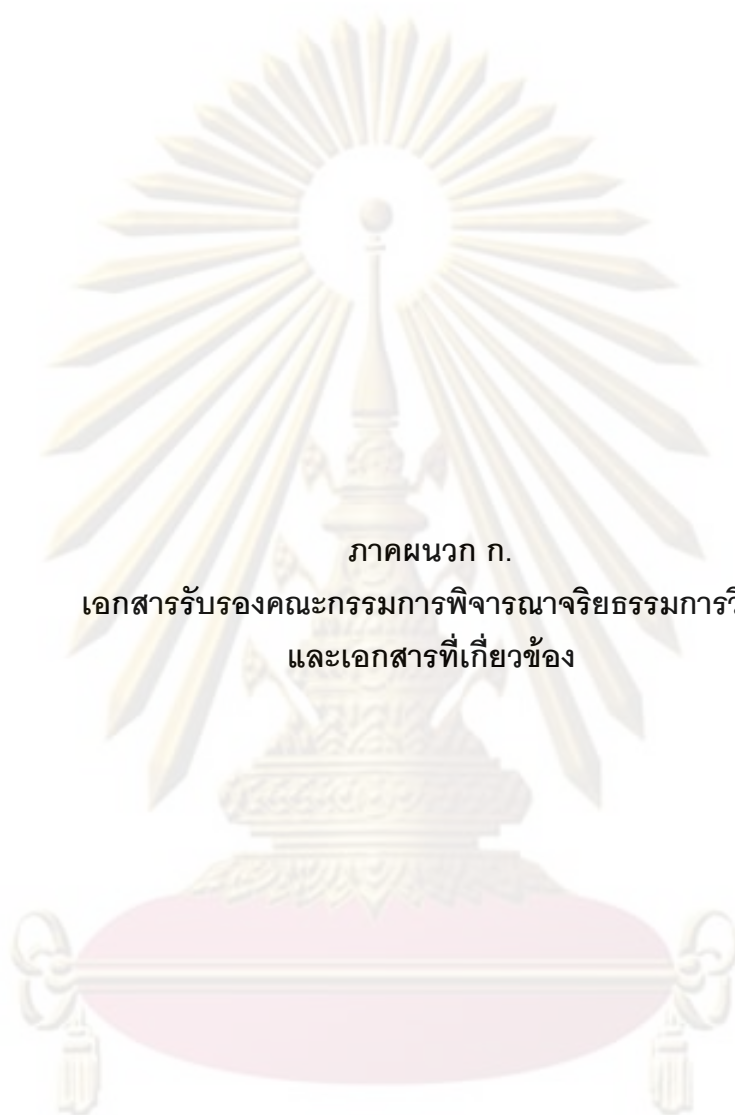 ภาคผนวก ก.
เอกสารรับรองคณะกรรมการพิจารณาจริยธรรมการวิ
และเอกสารที่เกี่ยวข้อง